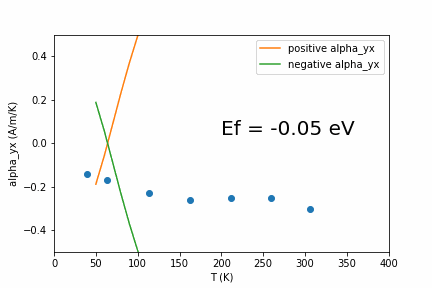 positive alpha_yx
negative alpha_yx
Ef = -0.05 eV
alpha_yx (A/m/K)
0.4
0.2
0.0
−0.2
−0.4
0
50
100
150
200
250
300
350
400
T (K)